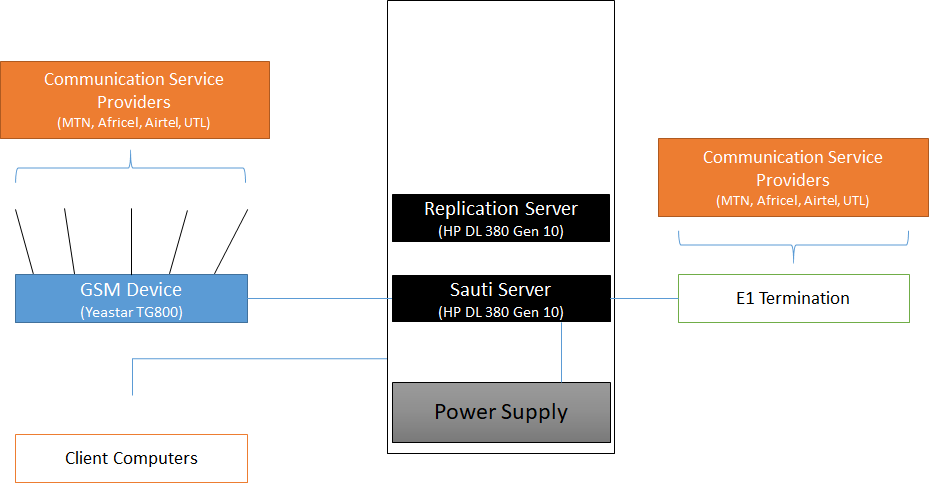 Communication Service
Providers
(MTN, Africel, Airtel, UTL)
Communication Service
Providers
(MTN, Africel, Airtel, UTL)
Replication Server
(HP DL 380 Gen 10)
GSM Device
(Yeastar TG800)
Sauti Server
(HP DL 380 Gen 10)
E1 Termination
Power Supply
Client Computers